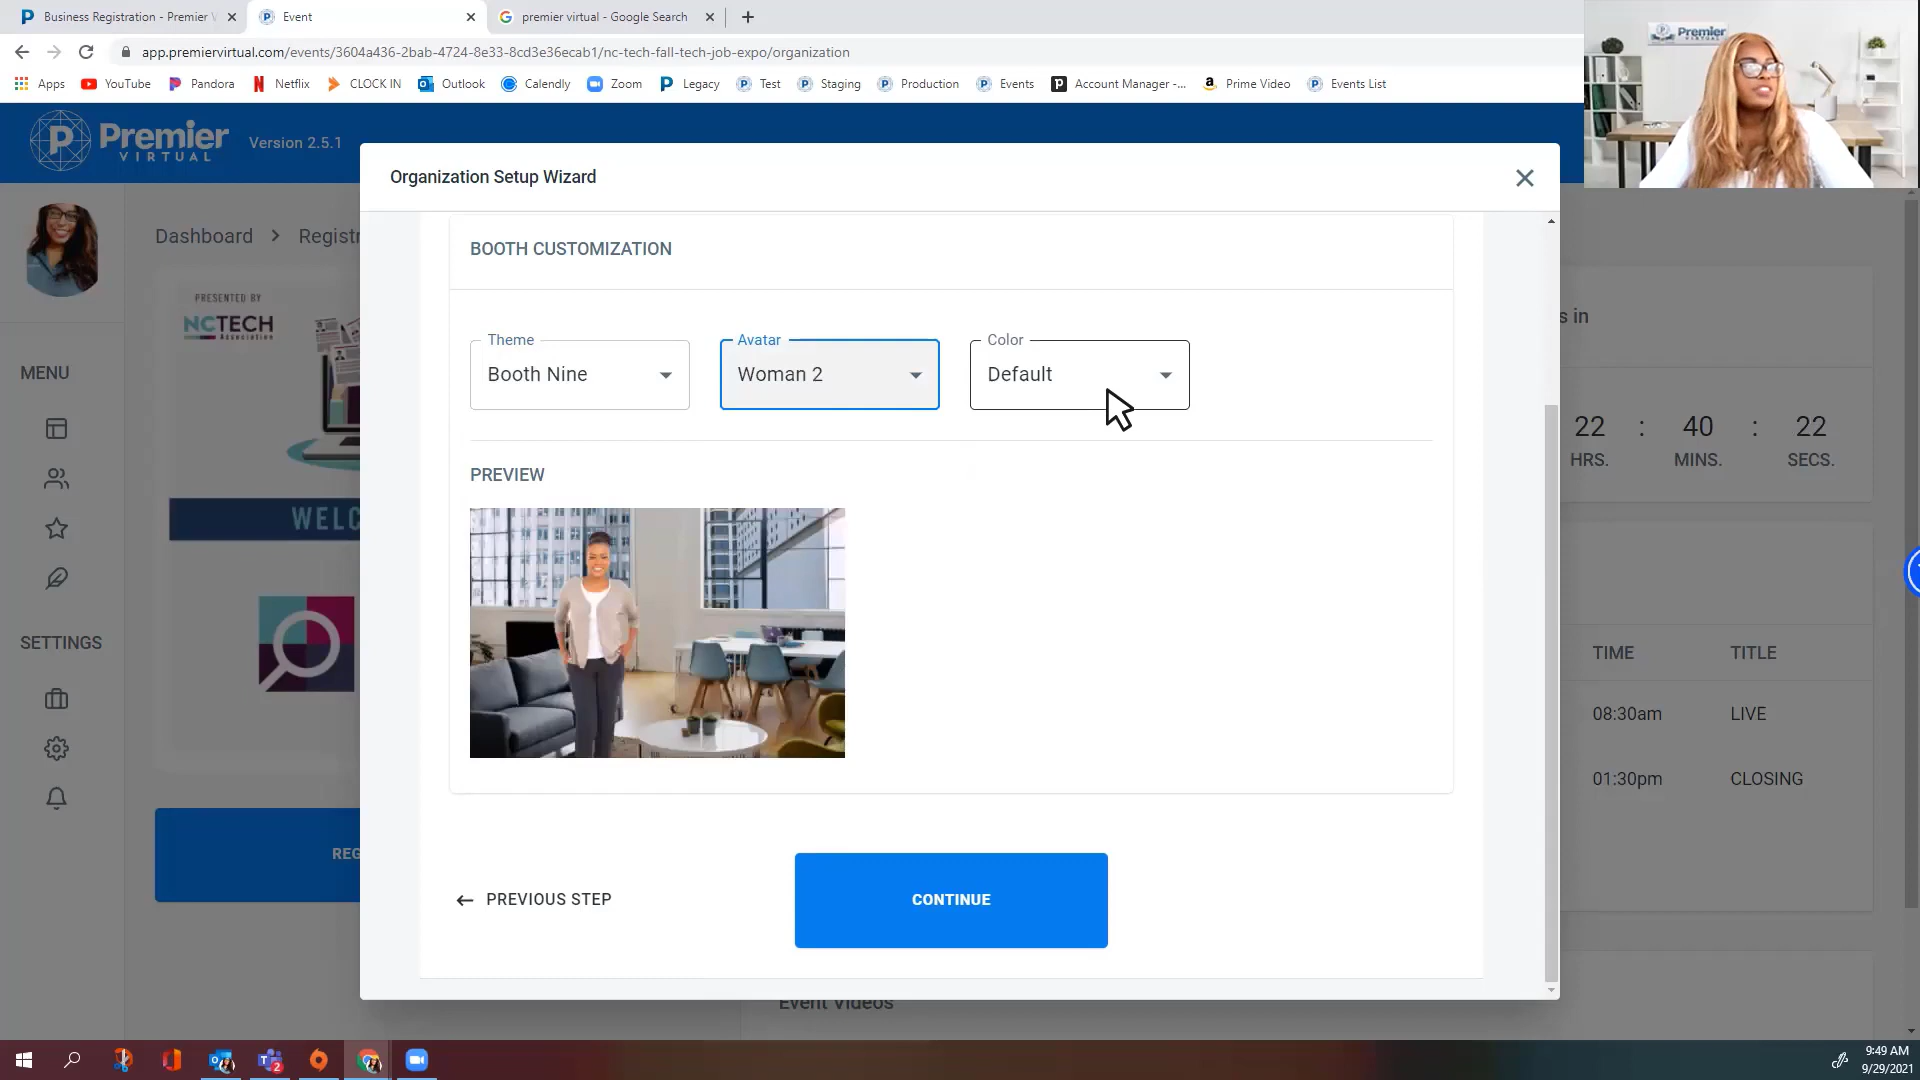 Business Registration - Premier V
Event
premier virtual - Google Search
app.premiervirtual.com/events/3604a436-2bab-4724-8e33-8cd3e36ecab1/nc-tech-fall-tech-job-expo/organization
Apps YouTube Pandora Netflix CLOCK IN Outlook Calendly Zoom Legacy Test Staging Production Events Account Manager -... Prime Video Events List
Premier
VIRTUAL
Version 2.5.1
Premier
VIRTUAL
Organization Setup Wizard
Dashboard > Registr
BOOTH CUSTOMIZATION
s in
PRESENTED BY
NCTECH
Association
MENU
Theme
Booth Nine
Avatar
Woman 2
Color
Default
22 : 40 : 22
HRS. MINS. SECS.
PREVIEW
WELC
SETTINGS
TIME TITLE
08:30am LIVE
01:30pm CLOSING
REG
PREVIOUS STEP
CONTINUE
Event Videos
2
9:49 AM
9/29/2021